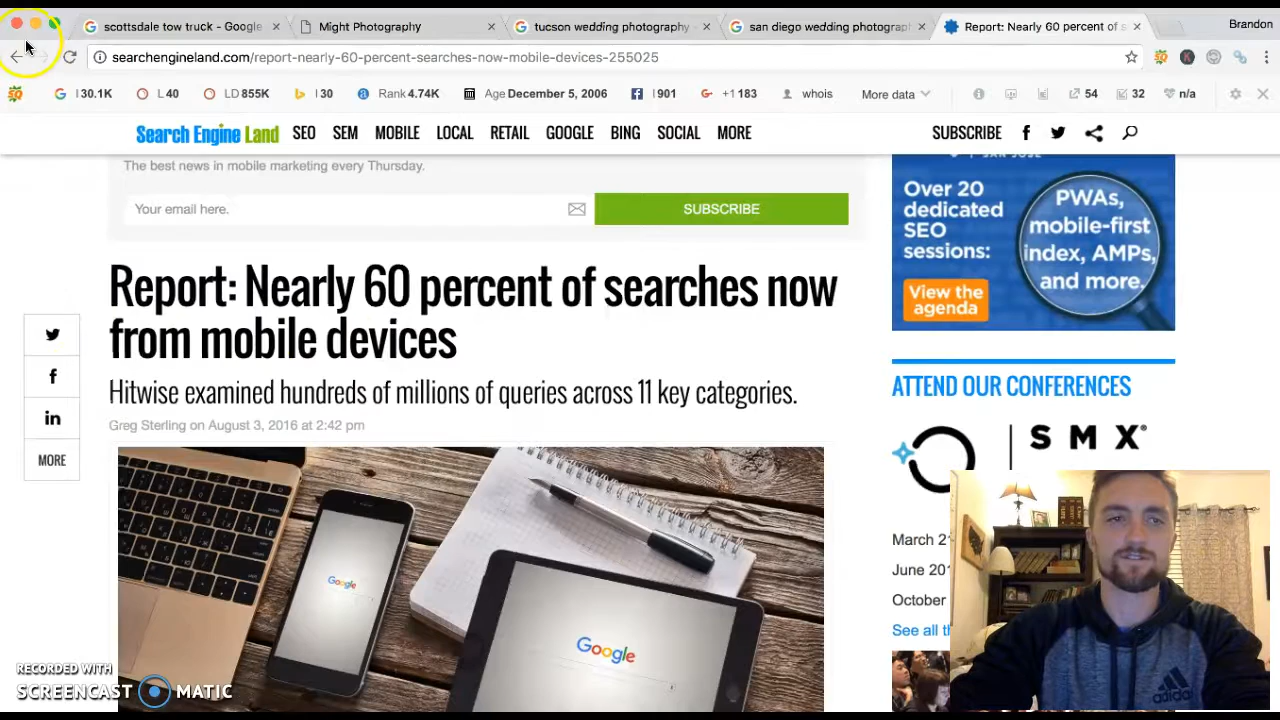 scottsdale tow truck - Google
Might Photography
tucson wedding photography -
san diego wedding photograph
Report: Nearly 60 percent of s
Brandon
searchengineland.com/report-nearly-60-percent-searches-now-mobile-devices-255025
I 30.1K
L 40
LD 855K
I 30
Rank 4.74K
Age December 5, 2006
I 901
+1 183
whois
More data
54
32
n/a
Search Engine Land
SEO
SEM
MOBILE
LOCAL
RETAIL
GOOGLE
BING
SOCIAL
MORE
SUBSCRIBE
The best news in mobile marketing every Thursday.
Your email here.
SUBSCRIBE
Report: Nearly 60 percent of searches now
from mobile devices
Hitwise examined hundreds of millions of queries across 11 key categories.
Greg Sterling on August 3, 2016 at 2:42 pm
MORE
Google
Google
SAN JOSE
Over 20
dedicated
SEO
sessions:
PWAs,
mobile-first
index, AMPs,
and more.
View the
agenda
ATTEND OUR CONFERENCES
SMX®
March 2
June 20
October
See all t
adidas
RECORDED WITH
SCREENCAST MATIC